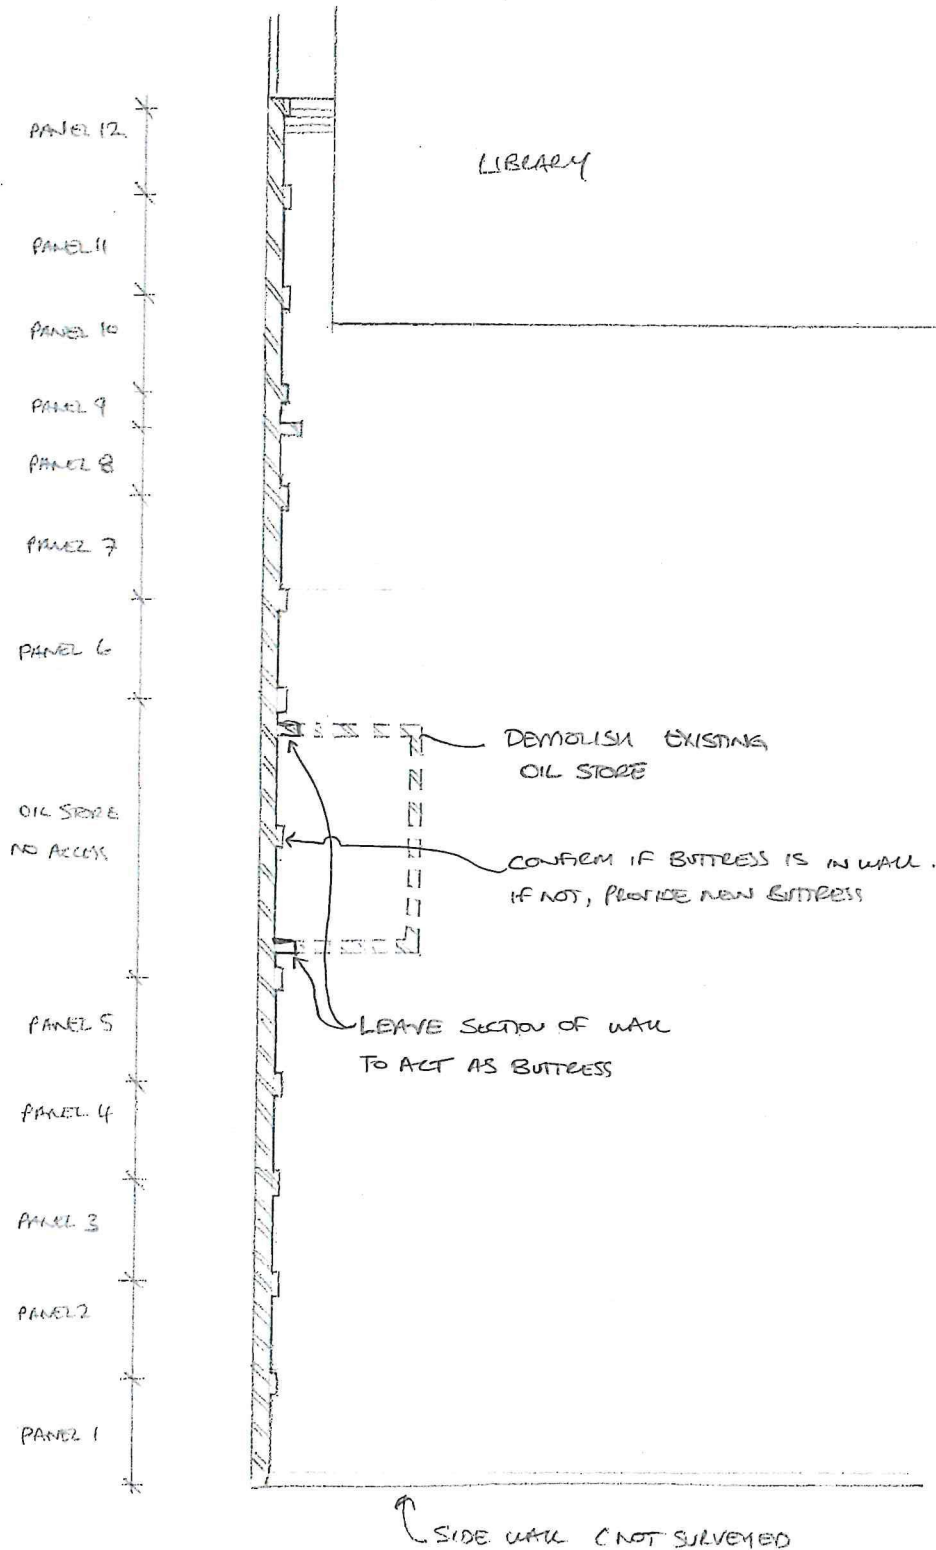 PANEL 12.
LIBRARY
PANEL 11
PANEL 10
PANEL 9
PANEL 8
PANEL 7
PANEL 6
DEMOLISH EXISTING
OIL STORE
OIL STORE
NO ACCESS
CONFIRM IF BUTTRESS IS IN WALL.
IF NOT, PROVIDE NEW BUTTRESS
PANEL 5
LEAVE SECTION OF WALL
TO ACT AS BUTTRESS
PANEL 4
PANEL 3
PANEL 2
PANEL 1
SIDE WALL (NOT SURVEYED